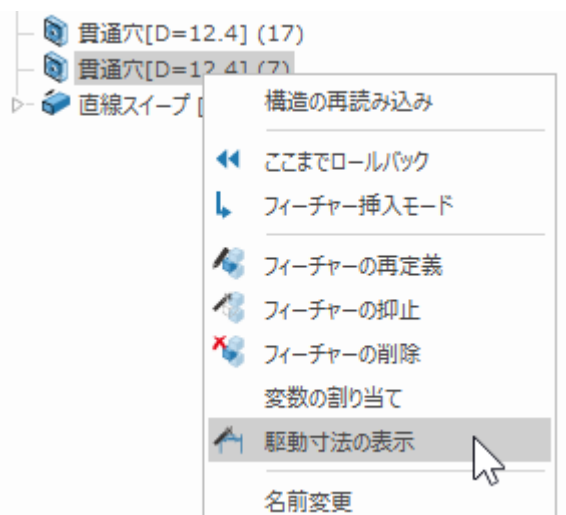 貫通穴[D=12.4] (17)
貫通穴[D=12.4] (7)
直線スイープ [
構造の再読み込み
ここまでロールバック
フィーチャー挿入モード
フィーチャーの再定義
フィーチャーの抑止
フィーチャーの削除
変数の割り当て
駆動寸法の表示
名前変更